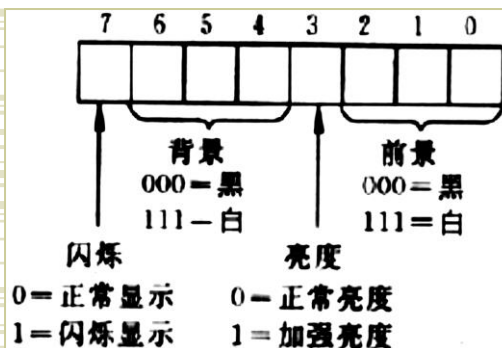 7 6 5 4 3 2 1 0
背景 前景
000=黑 000=黑
111-白 111=白
闪烁 亮度
0=正常显示 0=正常亮度
1=闪烁显示 1=加强亮度